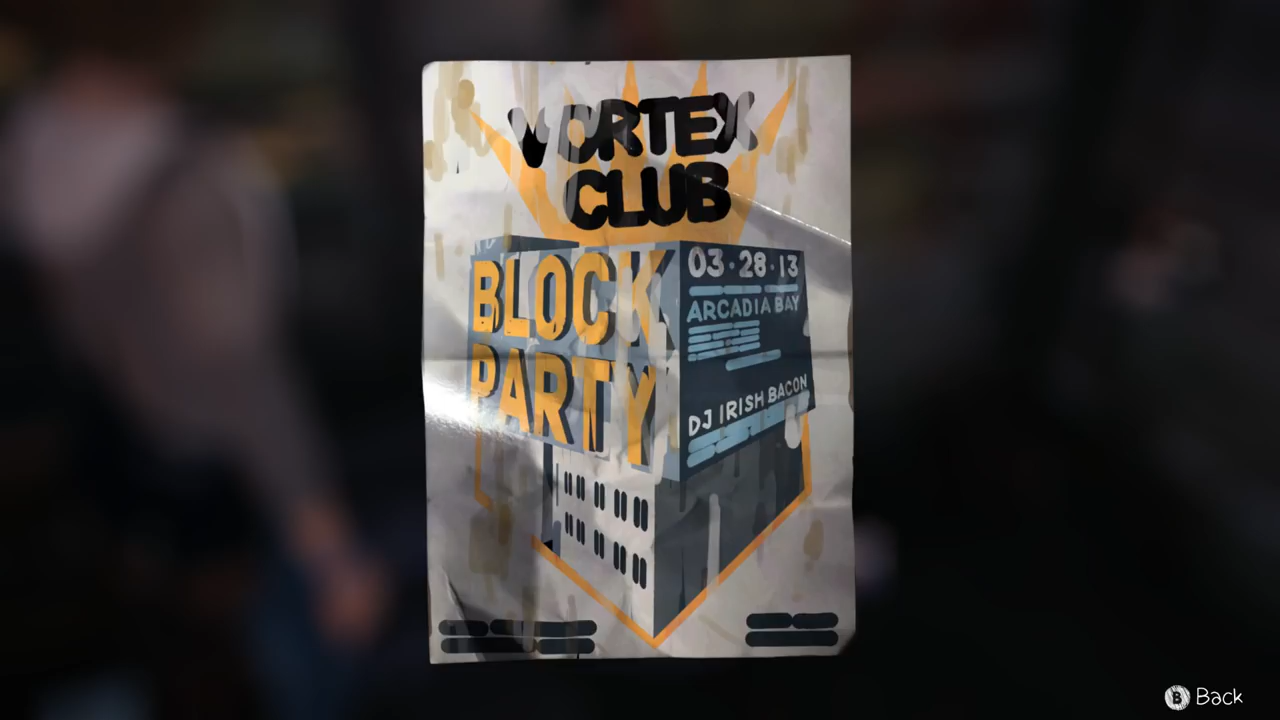 VORTEX
CLUB
BLOCK
PARTY
03·28·13
ARCADIA BAY
DJ IRISH BACON
B Back